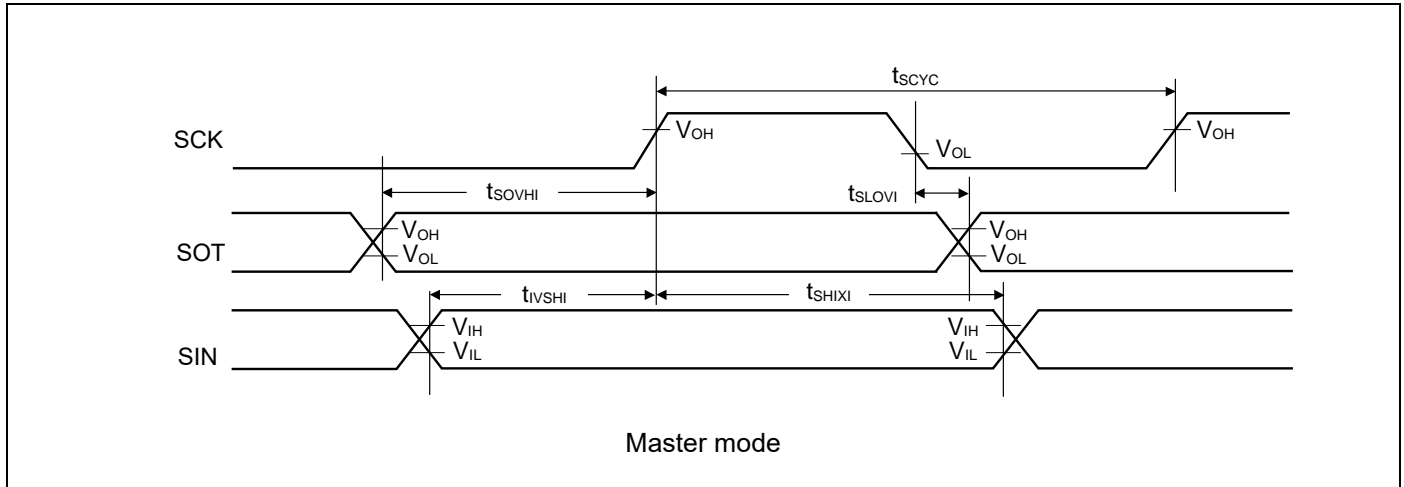 tSCYC
SCK
VOH
VOL
VOH
tSOVHI
tSLOVI
SOT
VOH
VOL
VOH
VOL
tIVSHI
tSHIXI
SIN
VIH
VIL
VIH
VIL
Master mode